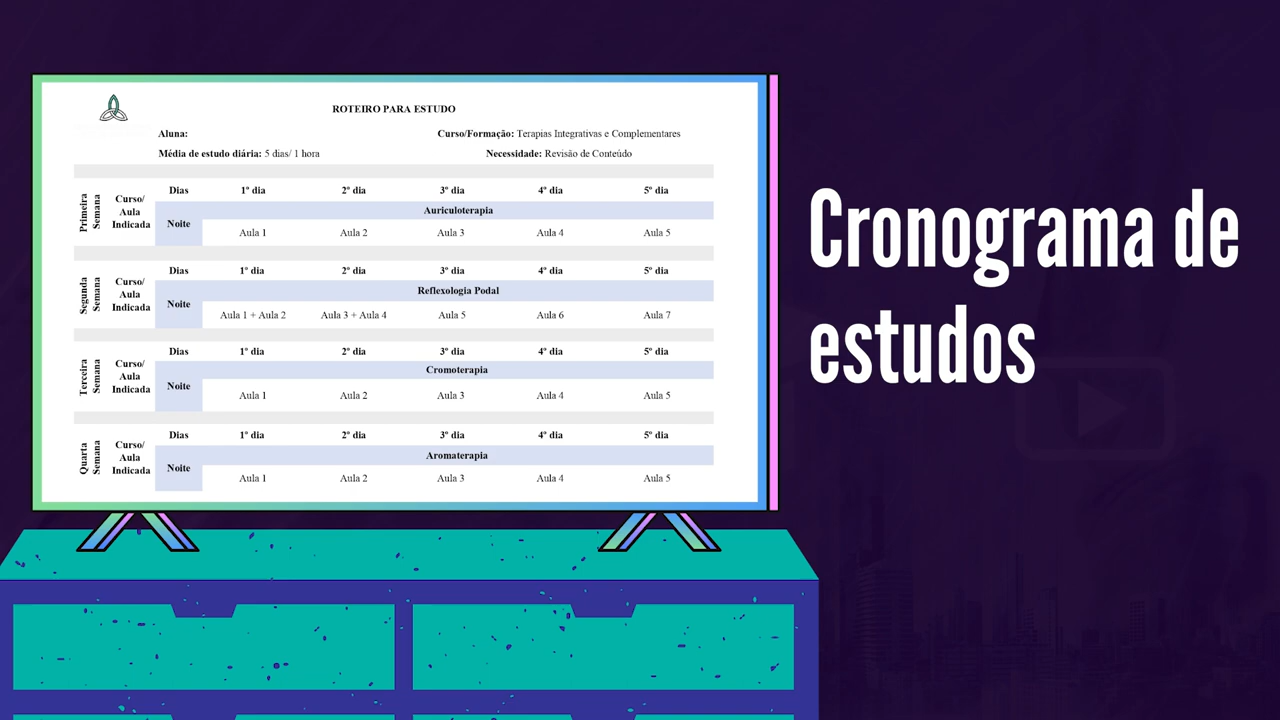 ROTEIRO PARA ESTUDO
Aluna: Curso/Formação: Terapias Integrativas e Complementares
Média de estudo diária: 5 dias/ 1 hora Necessidade: Revisão de Conteúdo
Primeira Semana
Curso/ Aula Indicada
Dias 1º dia 2º dia 3º dia 4º dia 5º dia
Noite
Auriculoterapia
Aula 1 Aula 2 Aula 3 Aula 4 Aula 5
Segunda Semana
Curso/ Aula Indicada
Dias 1º dia 2º dia 3º dia 4º dia 5º dia
Noite
Reflexologia Podal
Aula 1 + Aula 2 Aula 3 + Aula 4 Aula 5 Aula 6 Aula 7
Terceira Semana
Curso/ Aula Indicada
Dias 1º dia 2º dia 3º dia 4º dia 5º dia
Noite
Cromoterapia
Aula 1 Aula 2 Aula 3 Aula 4 Aula 5
Quarta Semana
Curso/ Aula Indicada
Dias 1º dia 2º dia 3º dia 4º dia 5º dia
Noite
Aromaterapia
Aula 1 Aula 2 Aula 3 Aula 4 Aula 5
Cronograma de
estudos